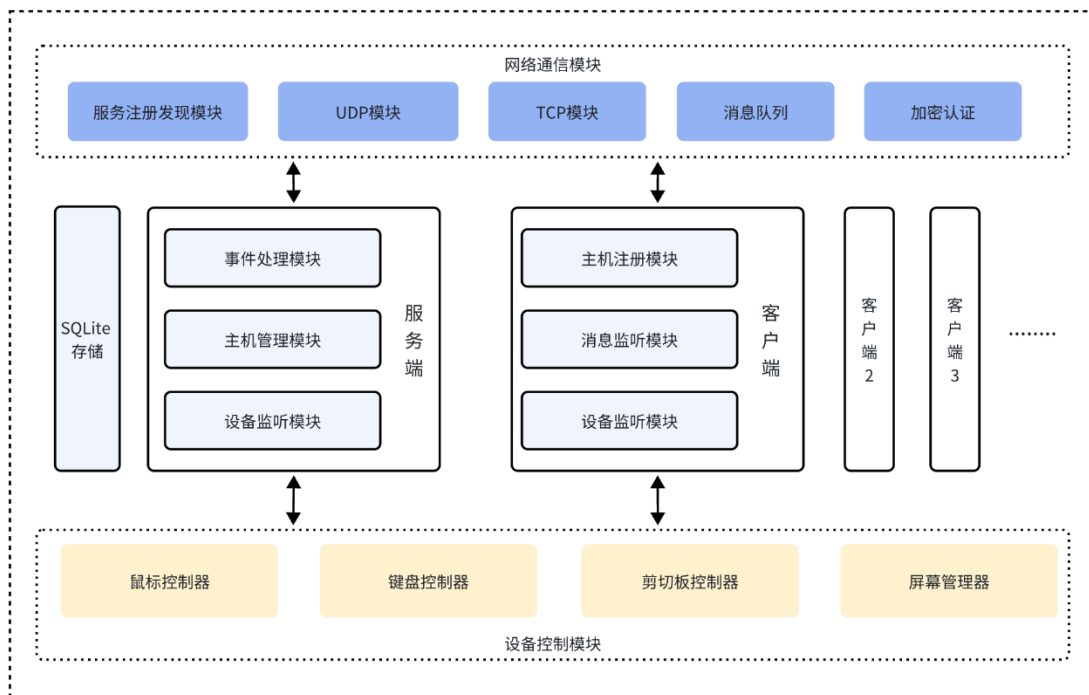 网络通信模块
服务注册发现模块
UDP模块
TCP模块
消息队列
加密认证
SQLite
存储
事件处理模块
主机管理模块
设备监听模块
服务端
主机注册模块
消息监听模块
设备监听模块
客户端
客户端2
客户端3
........
鼠标控制器
键盘控制器
剪切板控制器
屏幕管理器
设备控制模块